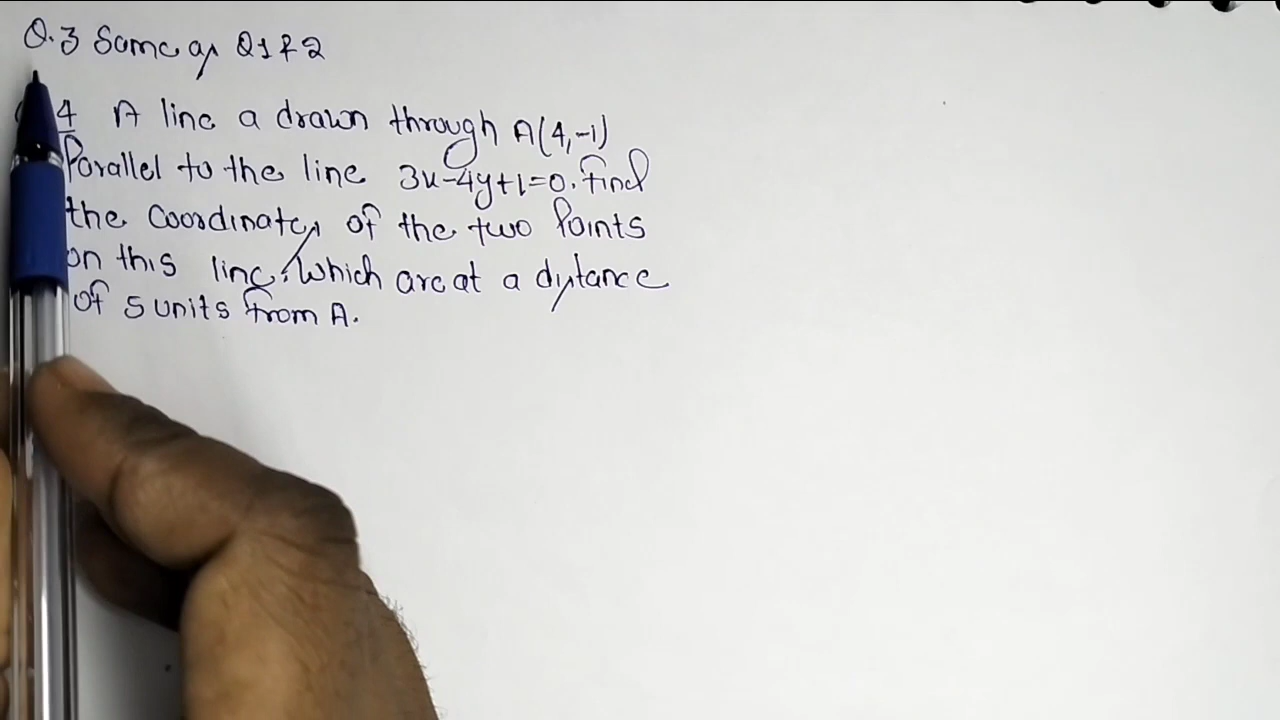 Q.3 Same as Q1 & 2
4 A line is drawn through A(4,-1)
Parallel to the line 3x-4y+1=0. Find
the Coordinates of the two Points
on this line, which are at a distance
of 5 units from A.